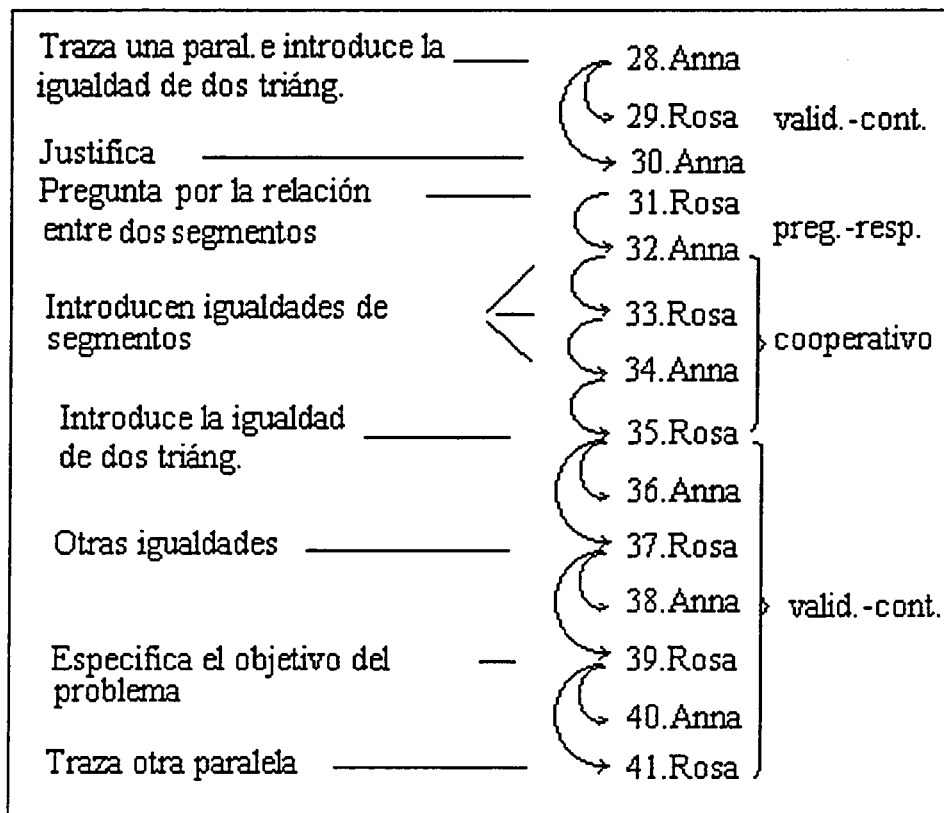 Traza una paral. e introduce la
igualdad de dos triáng.
28.Anna
29.Rosa
valid.-cont.
Justifica
30.Anna
Pregunta por la relación
entre dos segmentos
31.Rosa
preg.-resp.
32.Anna
Introducen igualdades de
segmentos
33.Rosa
cooperativo
34.Anna
Introduce la igualdad
de dos triáng.
35.Rosa
36.Anna
Otras igualdades
37.Rosa
38.Anna
valid.-cont.
Especifica el objetivo del
problema
39.Rosa
40.Anna
Traza otra paralela
41.Rosa